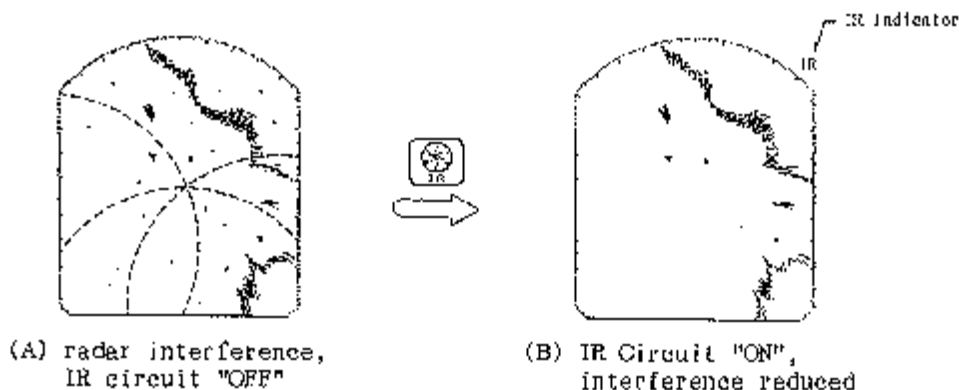 IR Indicator
IR
IR
(A) radar interference,
IR circuit "OFF"
(B) IR Circuit "ON",
interference reduced